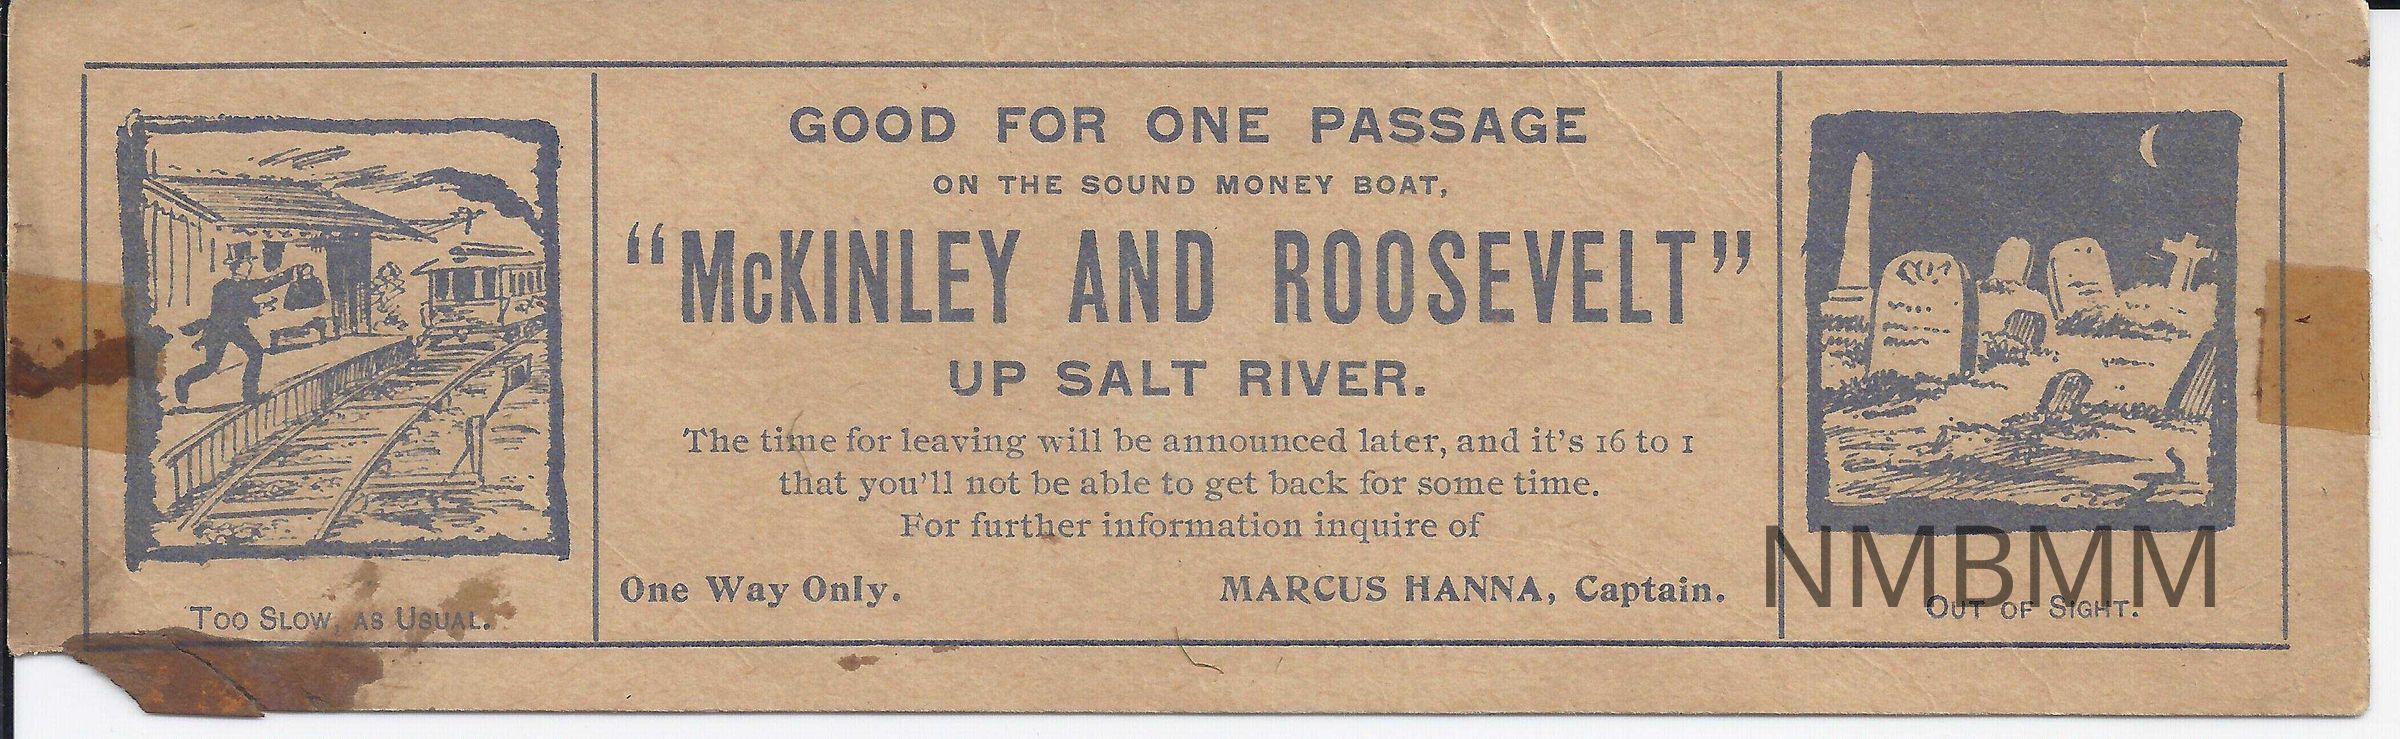 GOOD FOR ONE PASSAGE
ON THE SOUND MONEY BOAT,
"McKINLEY AND ROOSEVELT"
UP SALT RIVER.
The time for leaving will be announced later, and it's 16 to 1
that you'll not be able to get back for some time.
For further information inquire of
One Way Only. MARCUS HANNA, Captain.
TOO SLOW, AS USUAL.
OUT OF SIGHT.
NMBMM